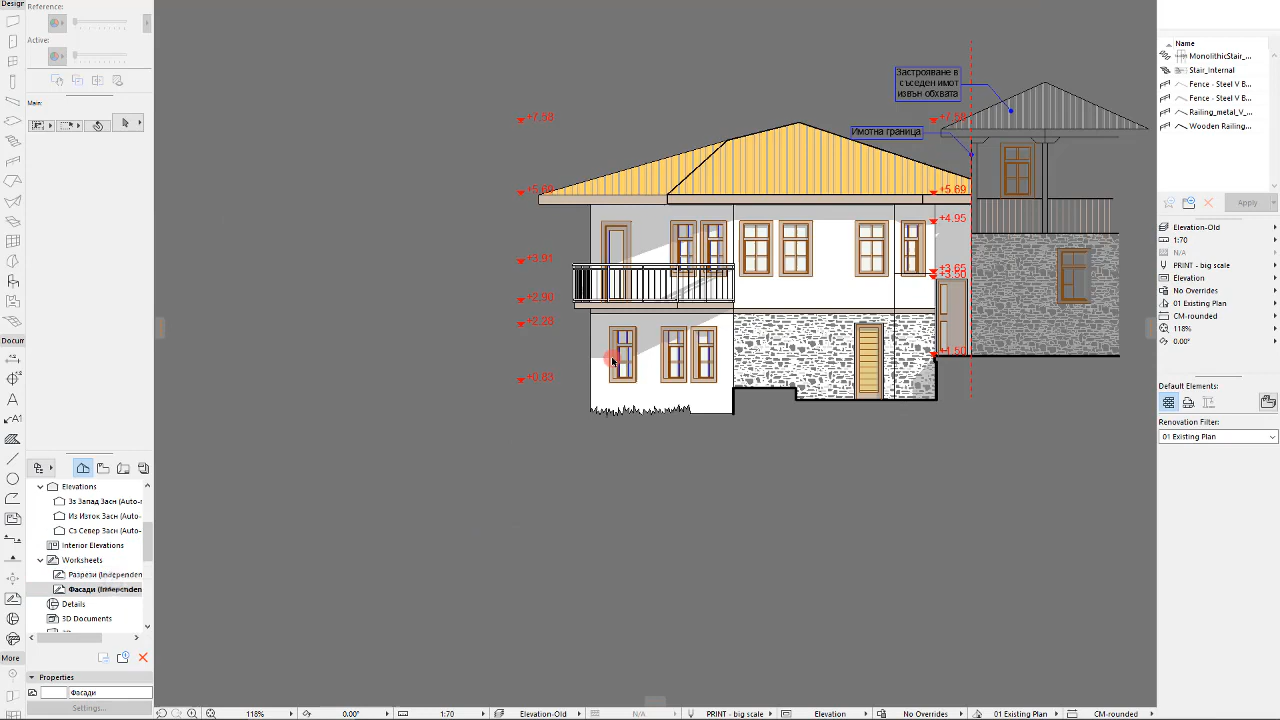 Design
Reference:
Active:
Main:
Docum
More
Elevations
Зз Запад Засн (Auto-
Из Изток Засн (Auto-
Сз Север Засн (Auto-
Interior Elevations
Worksheets
Разрези (Independen
Фасади (Independen
Details
3D Documents
Properties
Фасади
Settings...
Застрояване в
съседен имот
извън обхвата
Имотна граница
+7.53
+5.69
+3.91
+2.90
+2.28
+0.83
+7.53
+5.69
+4.95
+3.65
+3.50
+1.50
Name
MonolithicStair_...
Stair_Internal
Fence - Steel V B...
Fence - Steel V B...
Railing_metal_V_...
Wooden Railing...
Apply
Elevation-Old
1:70
N/A
PRINT - big scale
Elevation
No Overrides
01 Existing Plan
CM-rounded
118%
0.00°
Default Elements:
Renovation Filter:
01 Existing Plan
118%
0.00°
1:70
Elevation-Old
N/A
PRINT - big scale
Elevation
No Overrides
01 Existing Plan
CM-rounded